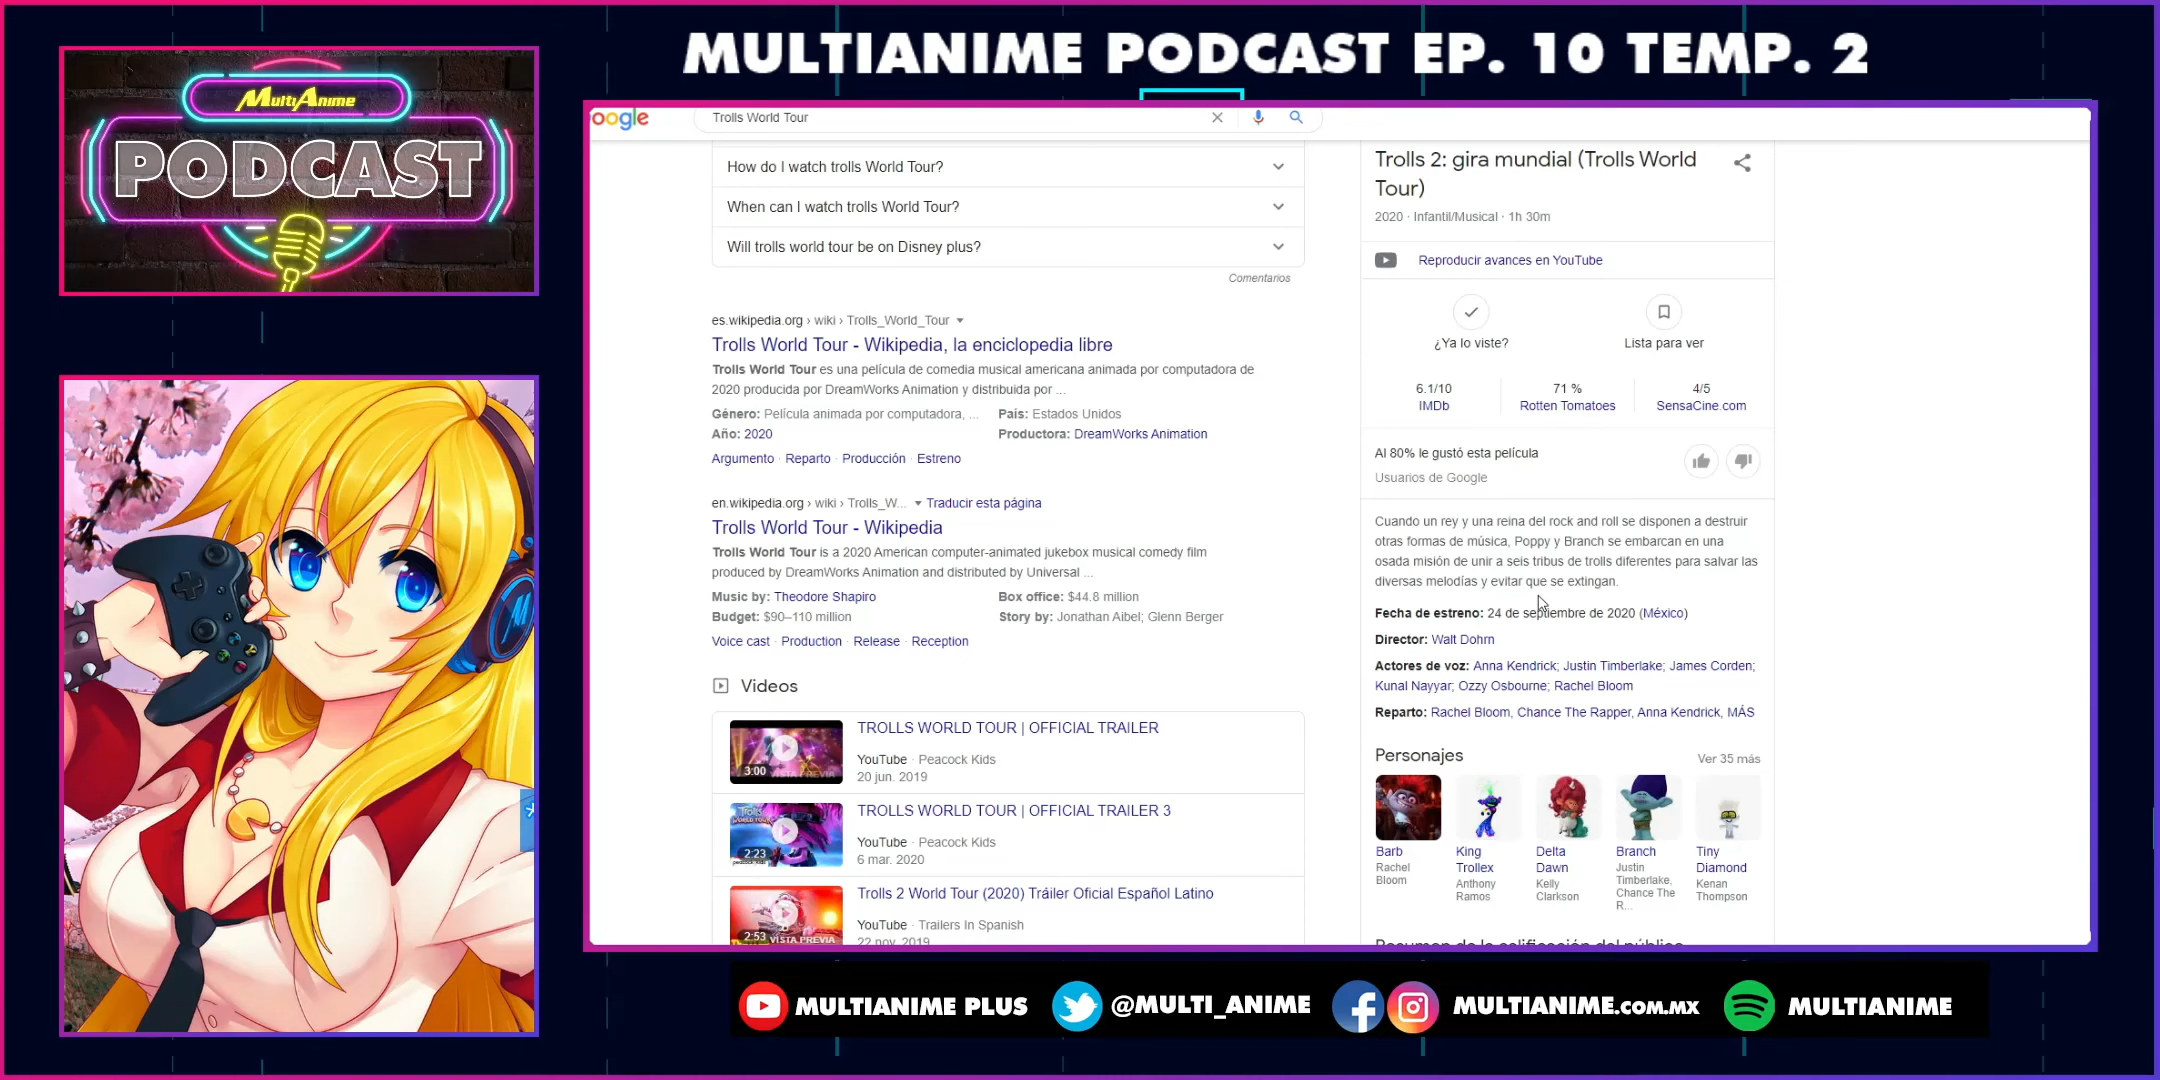 MULTIANIME PODCAST EP. 10 TEMP. 2
MultiAnime
PODCAST
oogle
Trolls World Tour
How do I watch trolls World Tour?
When can I watch trolls World Tour?
Will trolls world tour be on Disney plus?
Comentarios
es.wikipedia.org › wiki › Trolls_World_Tour
Trolls World Tour - Wikipedia, la enciclopedia libre
Trolls World Tour es una película de comedia musical americana animada por computadora de
2020 producida por DreamWorks Animation y distribuida por ...
Género: Película animada por computadora, ... País: Estados Unidos
Año: 2020 Productora: DreamWorks Animation
Argumento · Reparto · Producción · Estreno
en.wikipedia.org › wiki › Trolls_W... Traducir esta página
Trolls World Tour - Wikipedia
Trolls World Tour is a 2020 American computer-animated jukebox musical comedy film
produced by DreamWorks Animation and distributed by Universal ...
Music by: Theodore Shapiro Box office: $44.8 million
Budget: $90–110 million Story by: Jonathan Aibel; Glenn Berger
Voice cast · Production · Release · Reception
Videos
3:00
VISTA PREVIA
TROLLS WORLD TOUR | OFFICIAL TRAILER
YouTube · Peacock Kids
20 jun. 2019
2:23
TROLLS WORLD TOUR | OFFICIAL TRAILER 3
YouTube · Peacock Kids
6 mar. 2020
2:53
VISTA PREVIA
Trolls 2 World Tour (2020) Tráiler Oficial Español Latino
YouTube · Trailers In Spanish
22 nov. 2019
Trolls 2: gira mundial (Trolls World
Tour)
2020 · Infantil/Musical · 1h 30m
Reproducir avances en YouTube
¿Ya lo viste? Lista para ver
6.1/10 71 % 4/5
IMDb Rotten Tomatoes SensaCine.com
Al 80% le gustó esta película
Usuarios de Google
Cuando un rey y una reina del rock and roll se disponen a destruir
otras formas de música, Poppy y Branch se embarcan en una
osada misión de unir a seis tribus de trolls diferentes para salvar las
diversas melodías y evitar que se extingan.
Fecha de estreno: 24 de septiembre de 2020 (México)
Director: Walt Dohrn
Actores de voz: Anna Kendrick; Justin Timberlake; James Corden;
Kunal Nayyar; Ozzy Osbourne; Rachel Bloom
Reparto: Rachel Bloom, Chance The Rapper, Anna Kendrick, MÁS
Personajes
Ver 35 más
Barb
Rachel
Bloom
King
Trollex
Anthony
Ramos
Delta
Dawn
Kelly
Clarkson
Branch
Justin
Timberlake,
Chance The
R...
Tiny
Diamond
Kenan
Thompson
Resumen de la calificación del público
MULTIANIME PLUS
@MULTI_ANIME
MULTIANIME.COM.MX
MULTIANIME